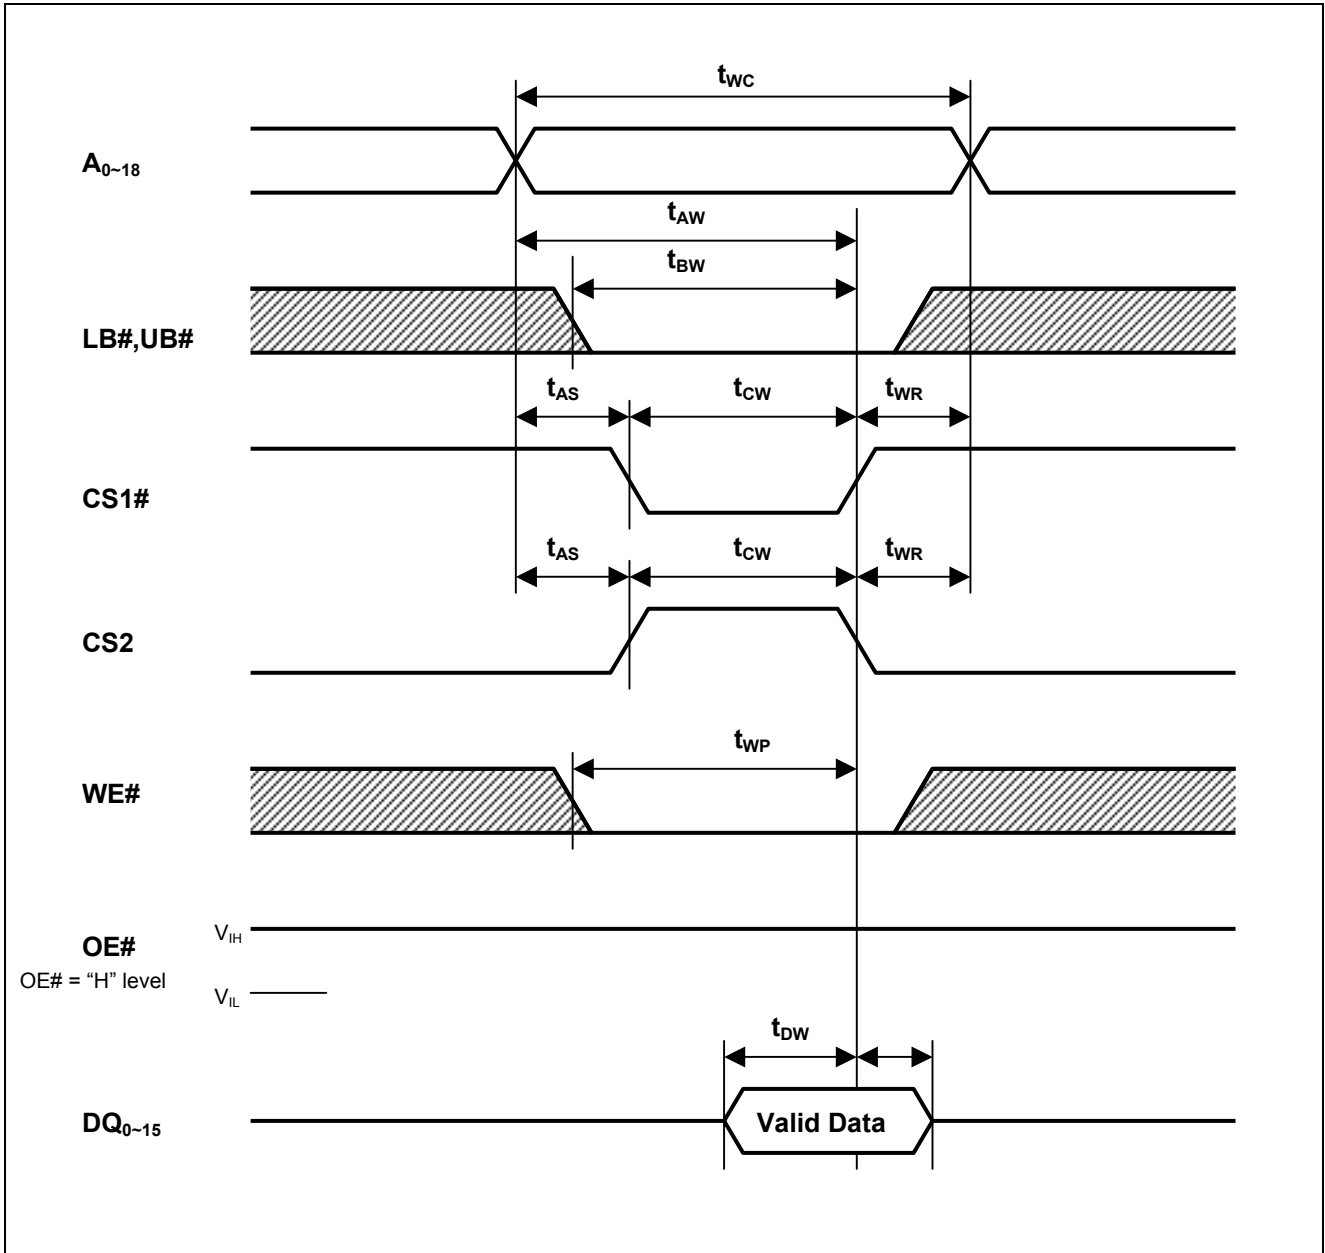 tWC
A0~18
tAW
tBW
LB#,UB#
tAS tCW tWR
CS1#
tAS tCW tWR
CS2
tWP
WE#
VIH
OE#
OE# = “H” level
VIL
tDW
DQ0~15 Valid Data